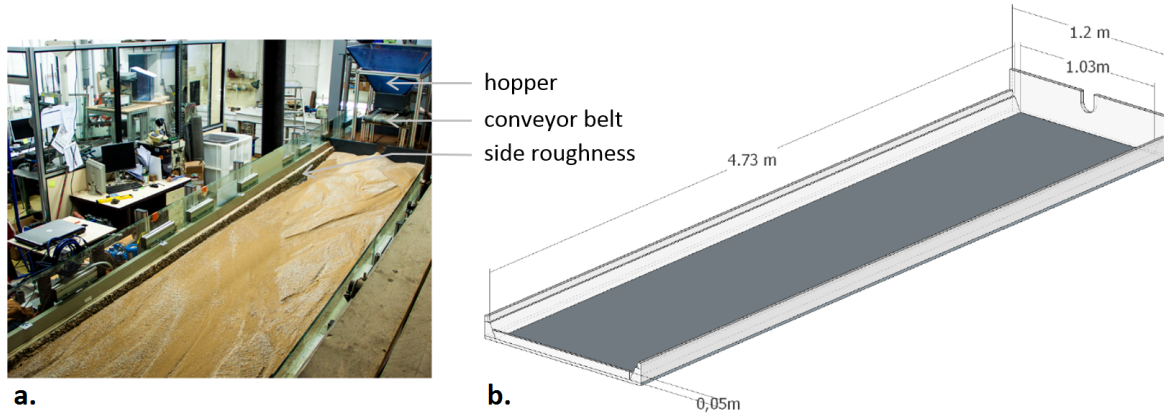 hopper
conveyor belt
side roughness
1.2 m
1.03m
4.73 m
0,05m
a.
b.